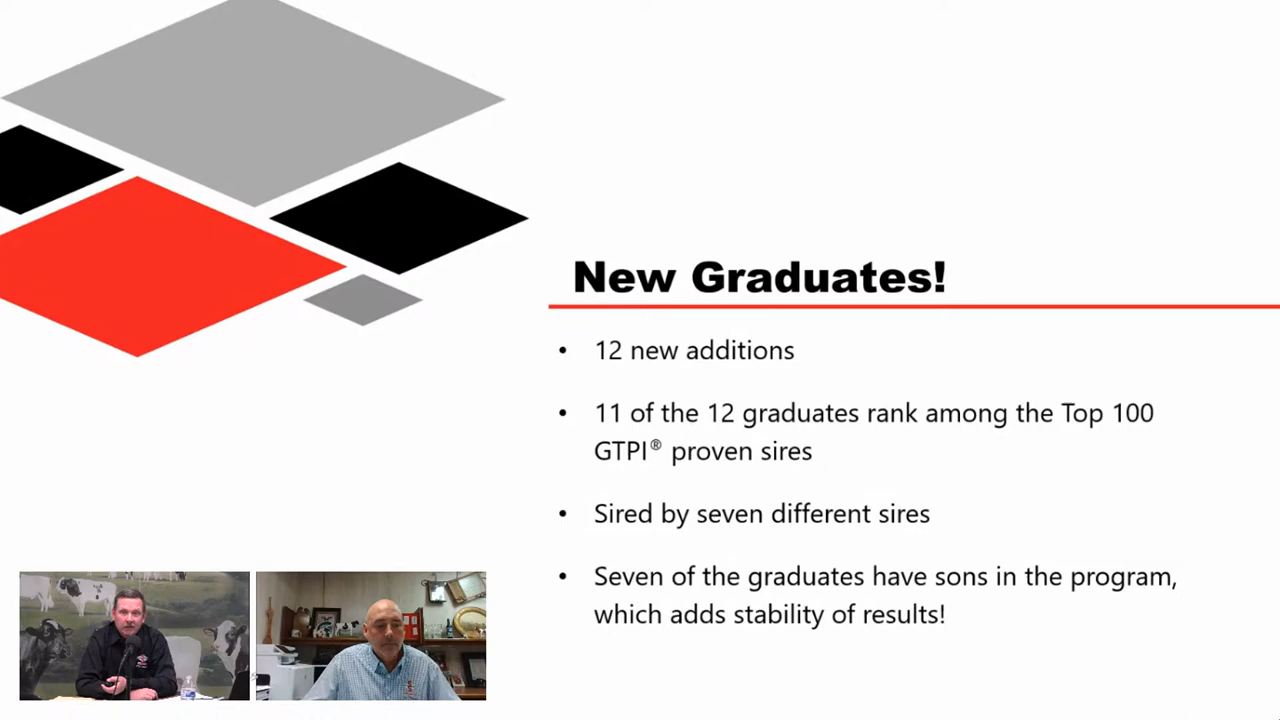 New Graduates!
• 12 new additions
• 11 of the 12 graduates rank among the Top 100
GTPI® proven sires
• Sired by seven different sires
• Seven of the graduates have sons in the program,
which adds stability of results!